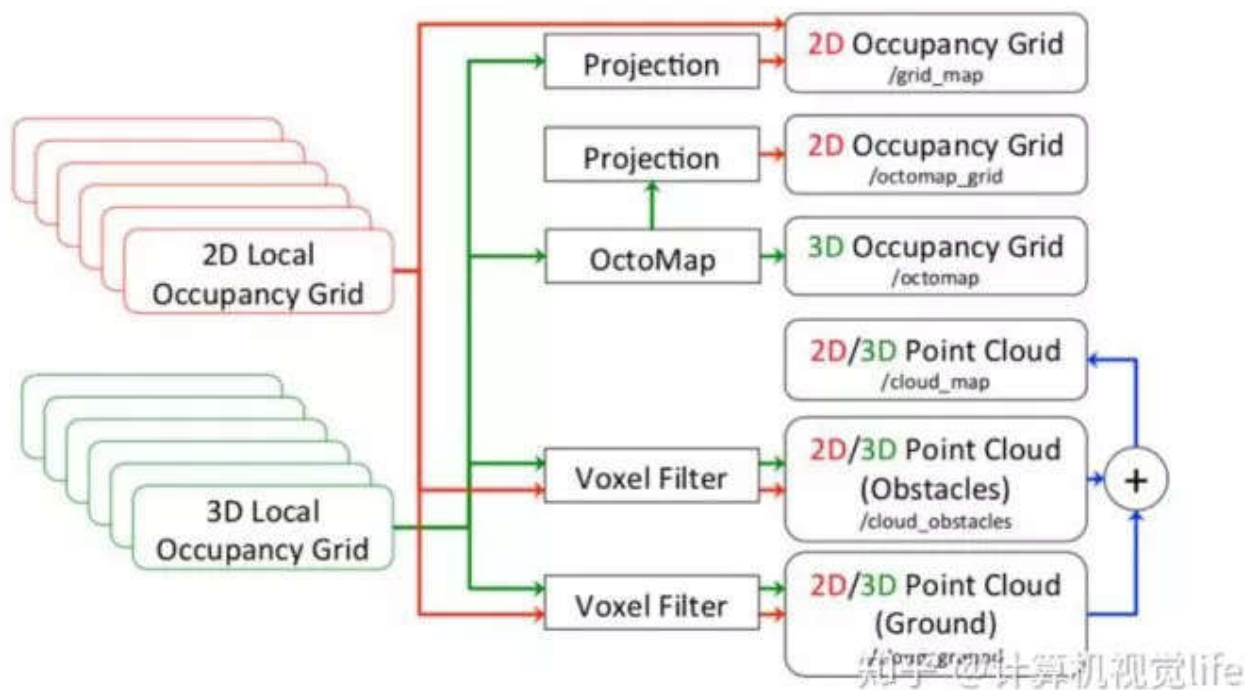 2D Local
Occupancy Grid
3D Local
Occupancy Grid
Projection
2D Occupancy Grid
/grid_map
Projection
2D Occupancy Grid
/octomap_grid
OctoMap
3D Occupancy Grid
/octomap
2D/3D Point Cloud
/cloud_map
Voxel Filter
2D/3D Point Cloud
(Obstacles)
/cloud_obstacles
+
Voxel Filter
2D/3D Point Cloud
(Ground)
/cloud_ground
知乎 @计算机视觉life